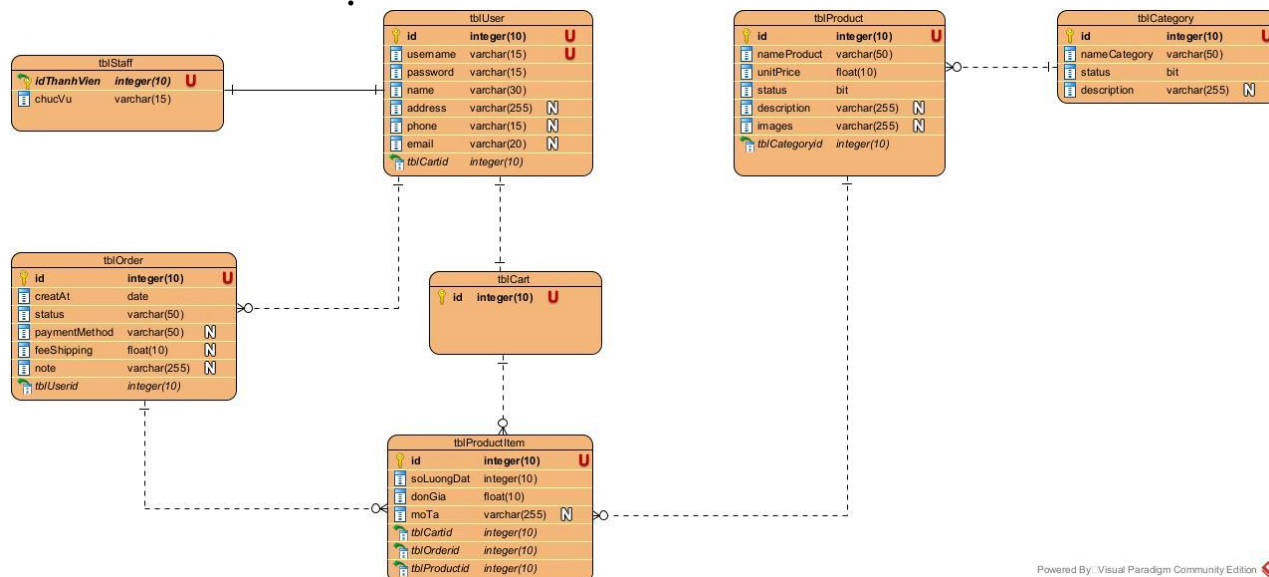 tblUser
id integer(10) U
username varchar(15) U
password varchar(15)
name varchar(30)
address varchar(255) N
phone varchar(15) N
email varchar(20) N
tblCartid integer(10)
tblProduct
id integer(10) U
nameProduct varchar(50)
unitPrice float(10)
status bit
description varchar(255) N
images varchar(255) N
tblCategoryid integer(10)
tblCategory
id integer(10) U
nameCategory varchar(50)
status bit
description varchar(255) N
tblStaff
idThanhVien integer(10) U
chucVu varchar(15)
tblOrder
id integer(10) U
creatAt date
status varchar(50)
paymentMethod varchar(50) N
feeShipping float(10) N
note varchar(255) N
tblUserid integer(10)
tblCart
id integer(10) U
tblProductItem
id integer(10) U
soLuongDat integer(10)
donGia float(10)
moTa varchar(255) N
tblCartid integer(10)
tblOrderid integer(10)
tblProductid integer(10)
Powered By Visual Paradigm Community Edition